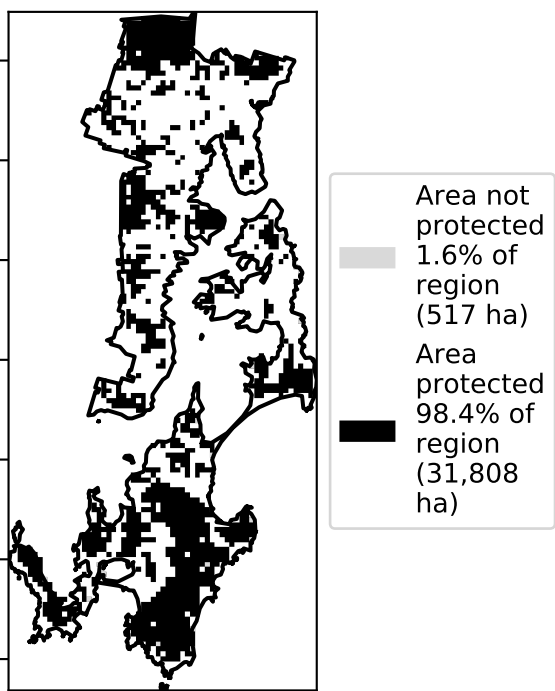 Area not
protected
1.6% of
region
(517 ha)
Area
protected
98.4% of
region
(31,808
ha)